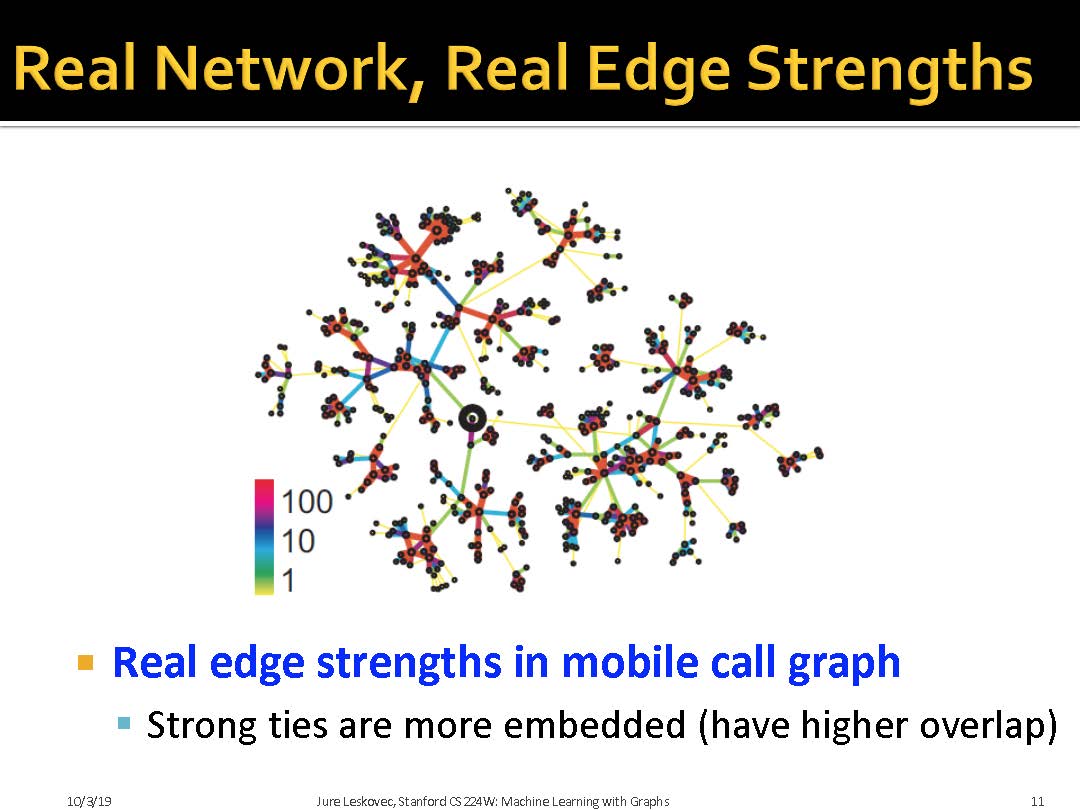 Real Network, Real Edge Strengths
100
10
1
Real edge strengths in mobile call graph
Strong ties are more embedded (have higher overlap)
10/3/19
Jure Leskovec, Stanford CS224W: Machine Learning with Graphs
11